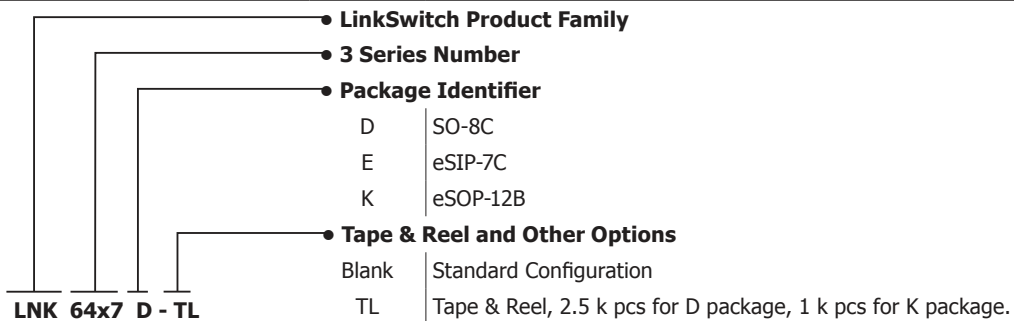 • LinkSwitch Product Family
• 3 Series Number
• Package Identifier
D SO-8C
E eSIP-7C
K eSOP-12B
• Tape & Reel and Other Options
Blank Standard Configuration
TL Tape & Reel, 2.5 k pcs for D package, 1 k pcs for K package.
LNK 64x7 D - TL